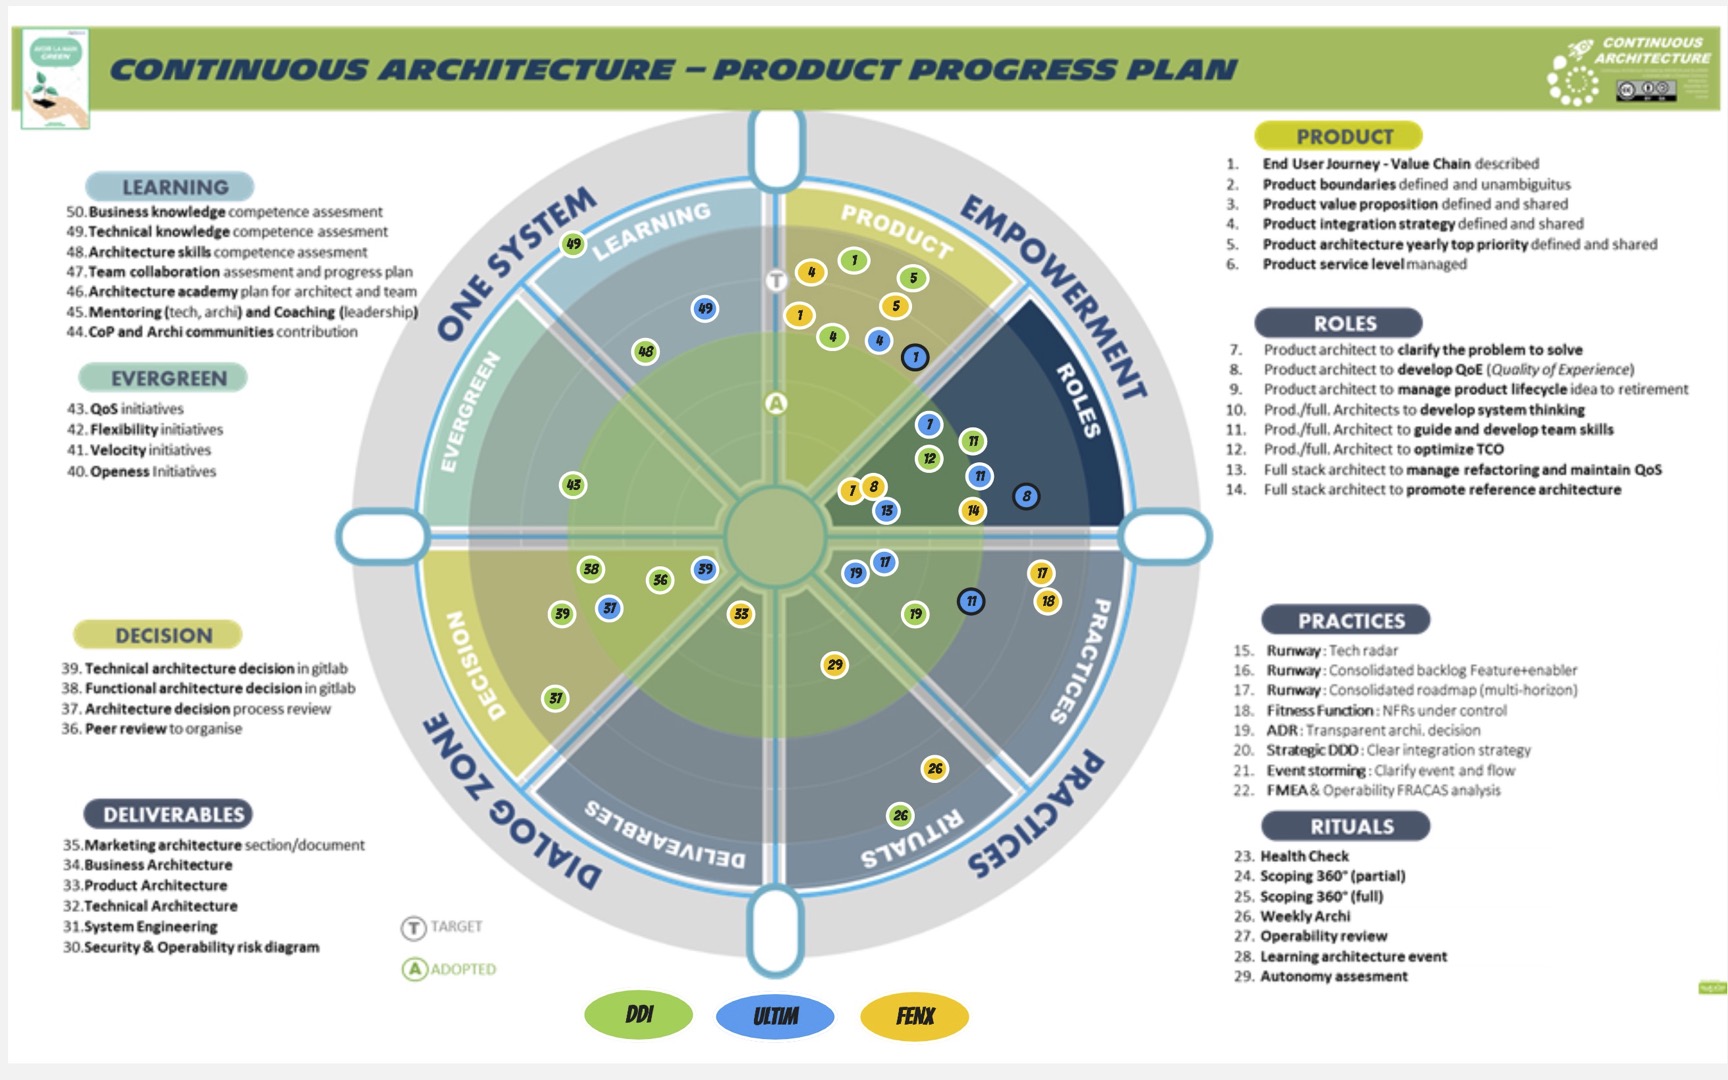 CONTINUOUS ARCHITECTURE – PRODUCT PROGRESS PLAN
CONTINUOUS
ARCHITECTURE
GREEN
LEARNING
50. Business knowledge competence assesment
49. Technical knowledge competence assesment
48. Architecture skills competence assesment
47. Team collaboration assesment and progress plan
46. Architecture academy plan for architect and team
45. Mentoring (tech, archi) and Coaching (leadership)
44. CoP and Archi communities contribution
EVERGREEN
43. QoS initiatives
42. Flexibility initiatives
41. Velocity initiatives
40. Openess Initiatives
DECISION
39. Technical architecture decision in gitlab
38. Functional architecture decision in gitlab
37. Architecture decision process review
36. Peer review to organise
DELIVERABLES
35. Marketing architecture section/document
34. Business Architecture
33. Product Architecture
32. Technical Architecture
31. System Engineering
30. Security & Operability risk diagram
T TARGET
A ADOPTED
ONE SYSTEM
EMPOWERMENT
PRACTICES
DIALOG ZONE
LEARNING
PRODUCT
ROLES
PRACTICES
RITUALS
DELIVEARBLES
DECISION
EVERGREEN
T
A
49
49
48
43
4
1
5
5
1
4
4
1
7
11
12
11
7
8
13
14
8
17
19
17
18
11
19
29
26
26
33
38
36
39
39
37
37
DDI
ULTIM
FENX
PRODUCT
1. End User Journey - Value Chain described
2. Product boundaries defined and unambiguitus
3. Product value proposition defined and shared
4. Product integration strategy defined and shared
5. Product architecture yearly top priority defined and shared
6. Product service level managed
ROLES
7. Product architect to clarify the problem to solve
8. Product architect to develop QoE (Quality of Experience)
9. Product architect to manage product lifecycle idea to retirement
10. Prod./full. Architects to develop system thinking
11. Prod./full. Architect to guide and develop team skills
12. Prod./full. Architect to optimize TCO
13. Full stack architect to manage refactoring and maintain QoS
14. Full stack architect to promote reference architecture
PRACTICES
15. Runway : Tech radar
16. Runway : Consolidated backlog Feature+enabler
17. Runway : Consolidated roadmap (multi-horizon)
18. Fitness Function : NFRs under control
19. ADR : Transparent archi. decision
20. Strategic DDD : Clear integration strategy
21. Event storming : Clarify event and flow
22. FMEA & Operability FRACAS analysis
RITUALS
23. Health Check
24. Scoping 360° (partial)
25. Scoping 360° (full)
26. Weekly Archi
27. Operability review
28. Learning architecture event
29. Autonomy assesment